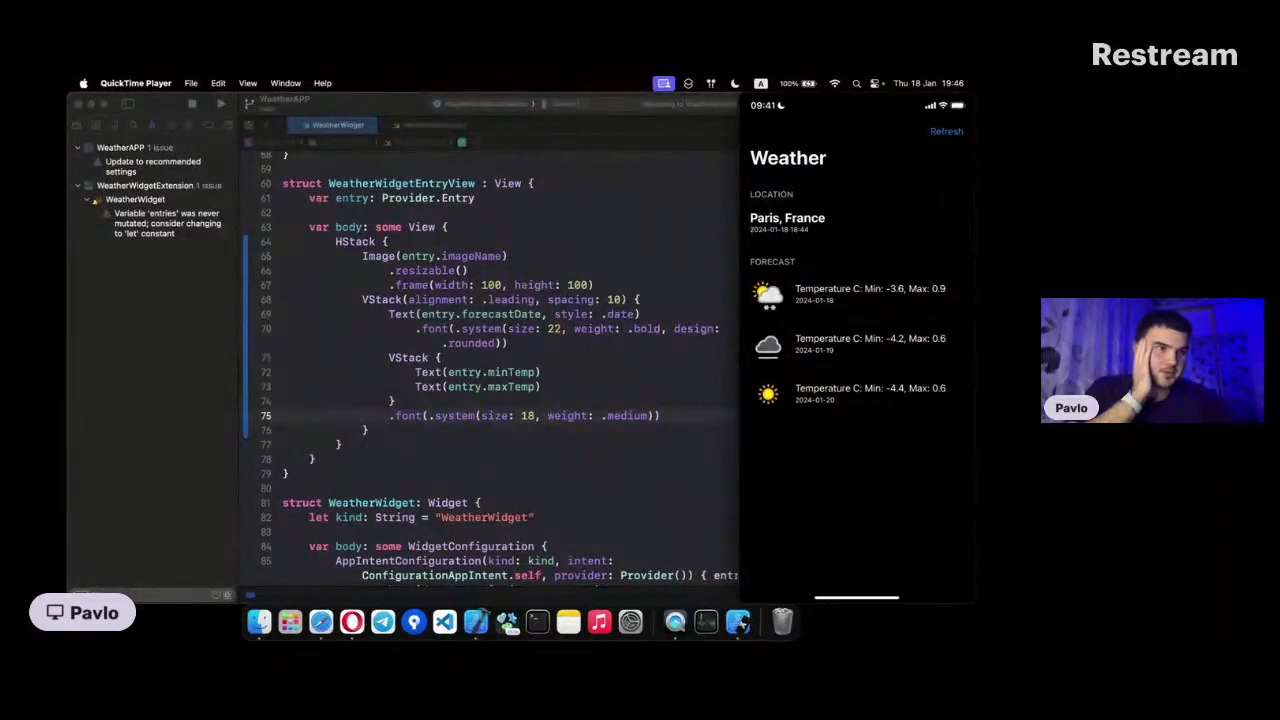 Restream
QuickTime Player File Edit View Window Help
A 100% Thu 18 Jan 19:46
WeatherAPP
WeatherWidget
WeatherAPP 1 issue
Update to recommended
settings
WeatherWidgetExtension 1 issue
WeatherWidget
Variable 'entries' was never
mutated; consider changing
to 'let' constant
58 }
59
60 struct WeatherWidgetEntryView : View {
61 var entry: Provider.Entry
62
63 var body: some View {
64 HStack {
65 Image(entry.imageName)
66 .resizable()
67 .frame(width: 100, height: 100)
68 VStack(alignment: .leading, spacing: 10) {
69 Text(entry.forecastDate, style: .date)
70 .font(.system(size: 22, weight: .bold, design:
.rounded))
71 VStack {
72 Text(entry.minTemp)
73 Text(entry.maxTemp)
74 }
75 .font(.system(size: 18, weight: .medium))
76 }
77 }
78 }
79 }
80
81 struct WeatherWidget: Widget {
82 let kind: String = "WeatherWidget"
83
84 var body: some WidgetConfiguration {
85 AppIntentConfiguration(kind: kind, intent:
ConfigurationAppIntent.self, provider: Provider()) { entr
09:41
Refresh
Weather
LOCATION
Paris, France
2024-01-18 18:44
FORECAST
Temperature C: Min: -3.6, Max: 0.9
2024-01-18
Temperature C: Min: -4.2, Max: 0.6
2024-01-19
Temperature C: Min: -4.4, Max: 0.6
2024-01-20
Pavlo
Pavlo